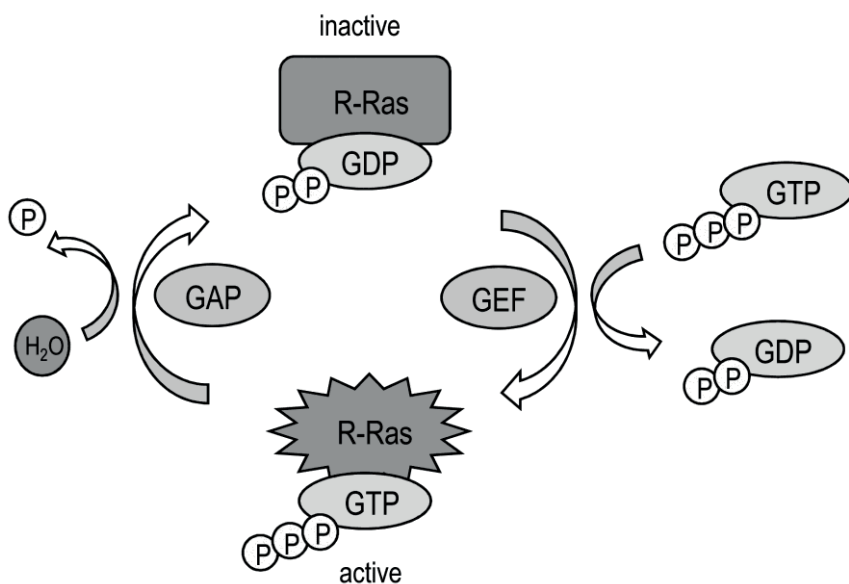 inactive
R-Ras
GDP
P P
P
GTP
P P P
GAP
GEF
H₂O
GDP
P P
R-Ras
GTP
P P P
active